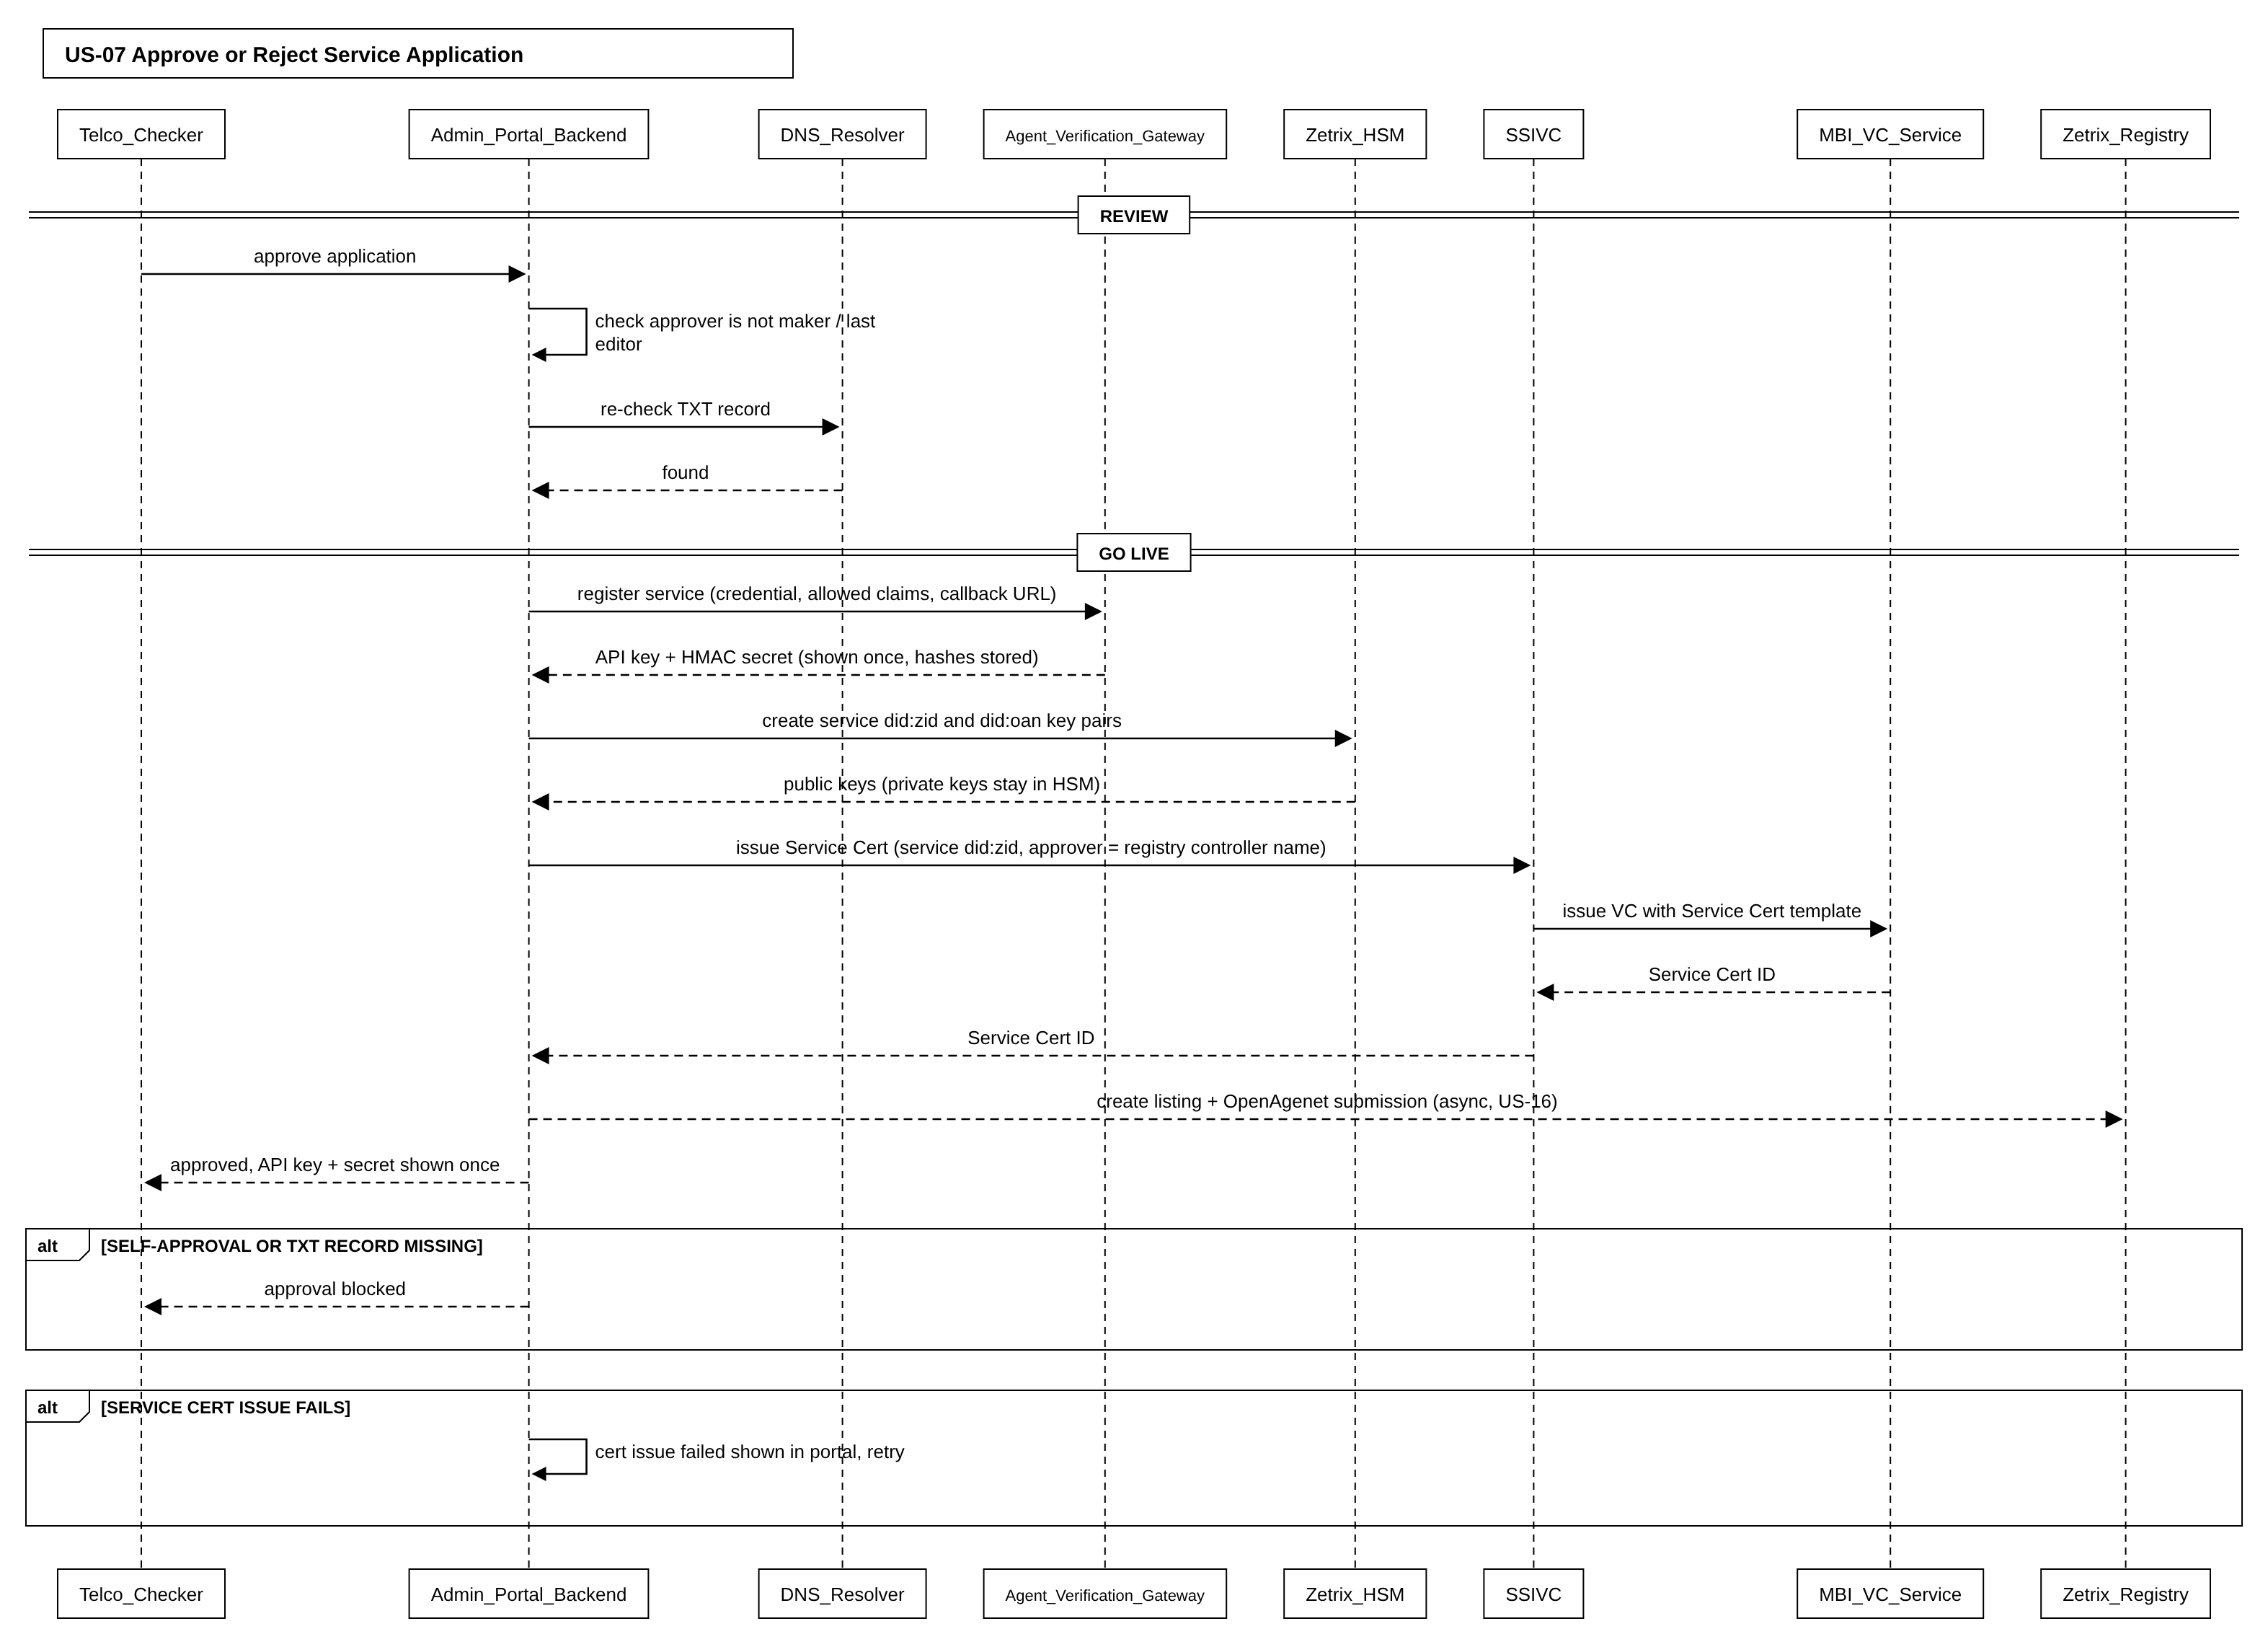 US-07 Approve or Reject Service Application
Telco_Checker
Admin_Portal_Backend
DNS_Resolver
Agent_Verification_Gateway
Zetrix_HSM
SSIVC
MBI_VC_Service
Zetrix_Registry
REVIEW
approve application
check approver is not maker / last
editor
re-check TXT record
found
GO LIVE
register service (credential, allowed claims, callback URL)
API key + HMAC secret (shown once, hashes stored)
create service did:zid and did:oan key pairs
public keys (private keys stay in HSM)
issue Service Cert (service did:zid, approver = registry controller name)
issue VC with Service Cert template
Service Cert ID
Service Cert ID
create listing + OpenAgenet submission (async, US-16)
approved, API key + secret shown once
alt [SELF-APPROVAL OR TXT RECORD MISSING]
approval blocked
alt [SERVICE CERT ISSUE FAILS]
cert issue failed shown in portal, retry
Telco_Checker
Admin_Portal_Backend
DNS_Resolver
Agent_Verification_Gateway
Zetrix_HSM
SSIVC
MBI_VC_Service
Zetrix_Registry